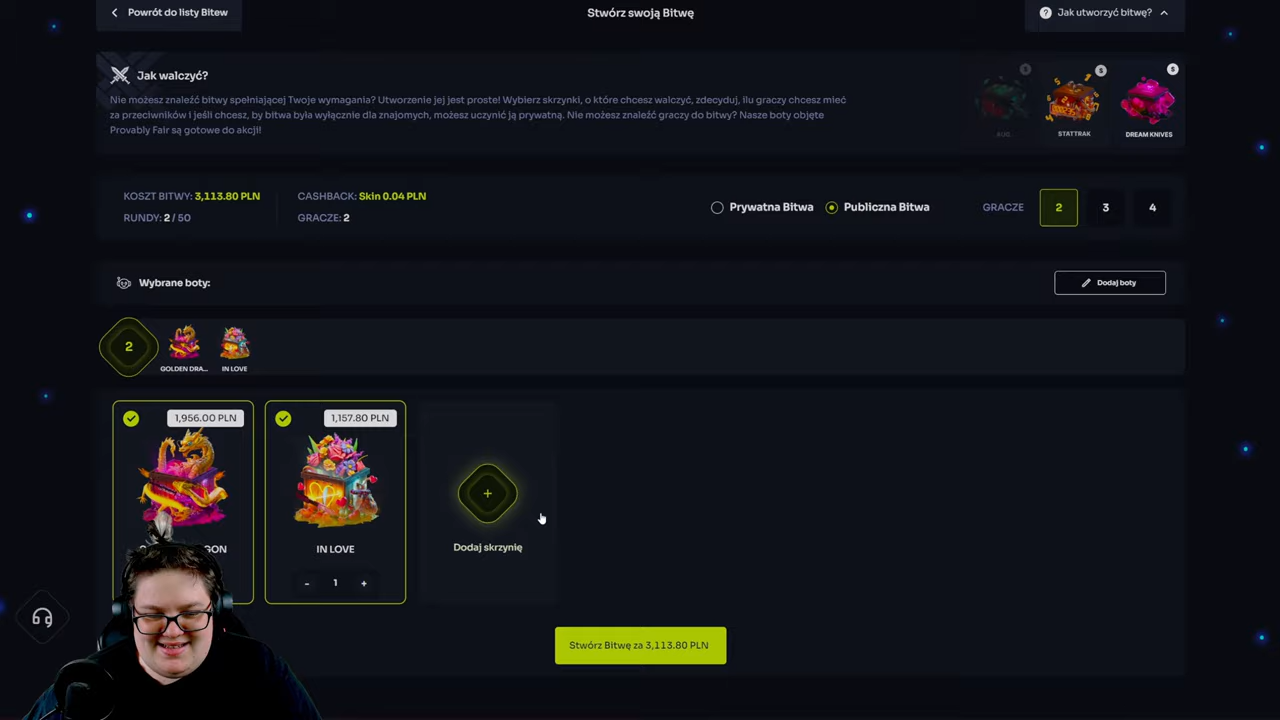 Powrót do listy Bitew
Stwórz swoją Bitwę
Jak utworzyć bitwę?
Jak walczyć?
Nie możesz znaleźć bitwy spełniającej Twoje wymagania? Utworzenie jej jest proste! Wybierz skrzynki, o które chcesz walczyć, zdecyduj, ilu graczy chcesz mieć
za przeciwników i jeśli chcesz, by bitwa była wyłącznie dla znajomych, możesz uczynić ją prywatną. Nie możesz znaleźć graczy do bitwy? Nasze boty objęte
Provably Fair są gotowe do akcji!
STATTRAK
DREAM KNIVES
KOSZT BITWY: 3,113.80 PLN
RUNDY: 2 / 50
CASHBACK: Skin 0.04 PLN
GRACZE: 2
Prywatna Bitwa
Publiczna Bitwa
GRACZE
2
3
4
Wybrane boty:
Dodaj boty
2
GOLDEN DRA...
IN LOVE
1,956.00 PLN
1,157.80 PLN
GON
IN LOVE
- 1 +
+
Dodaj skrzynię
Stwórz Bitwę za 3,113.80 PLN